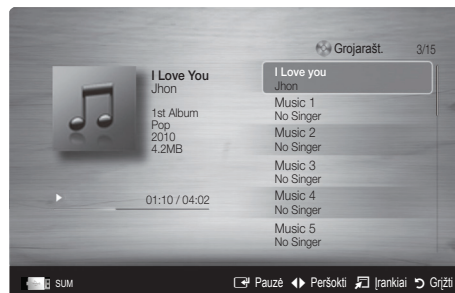 Grojarašt. 3/15
I Love You
Jhon
1st Album
Pop
2010
4.2MB
01:10 / 04:02
I Love you
Jhon
Music 1
No Singer
Music 2
No Singer
Music 3
No Singer
Music 4
No Singer
Music 5
No Singer
SUM Pauzė Peršokti Įrankiai Grįžti